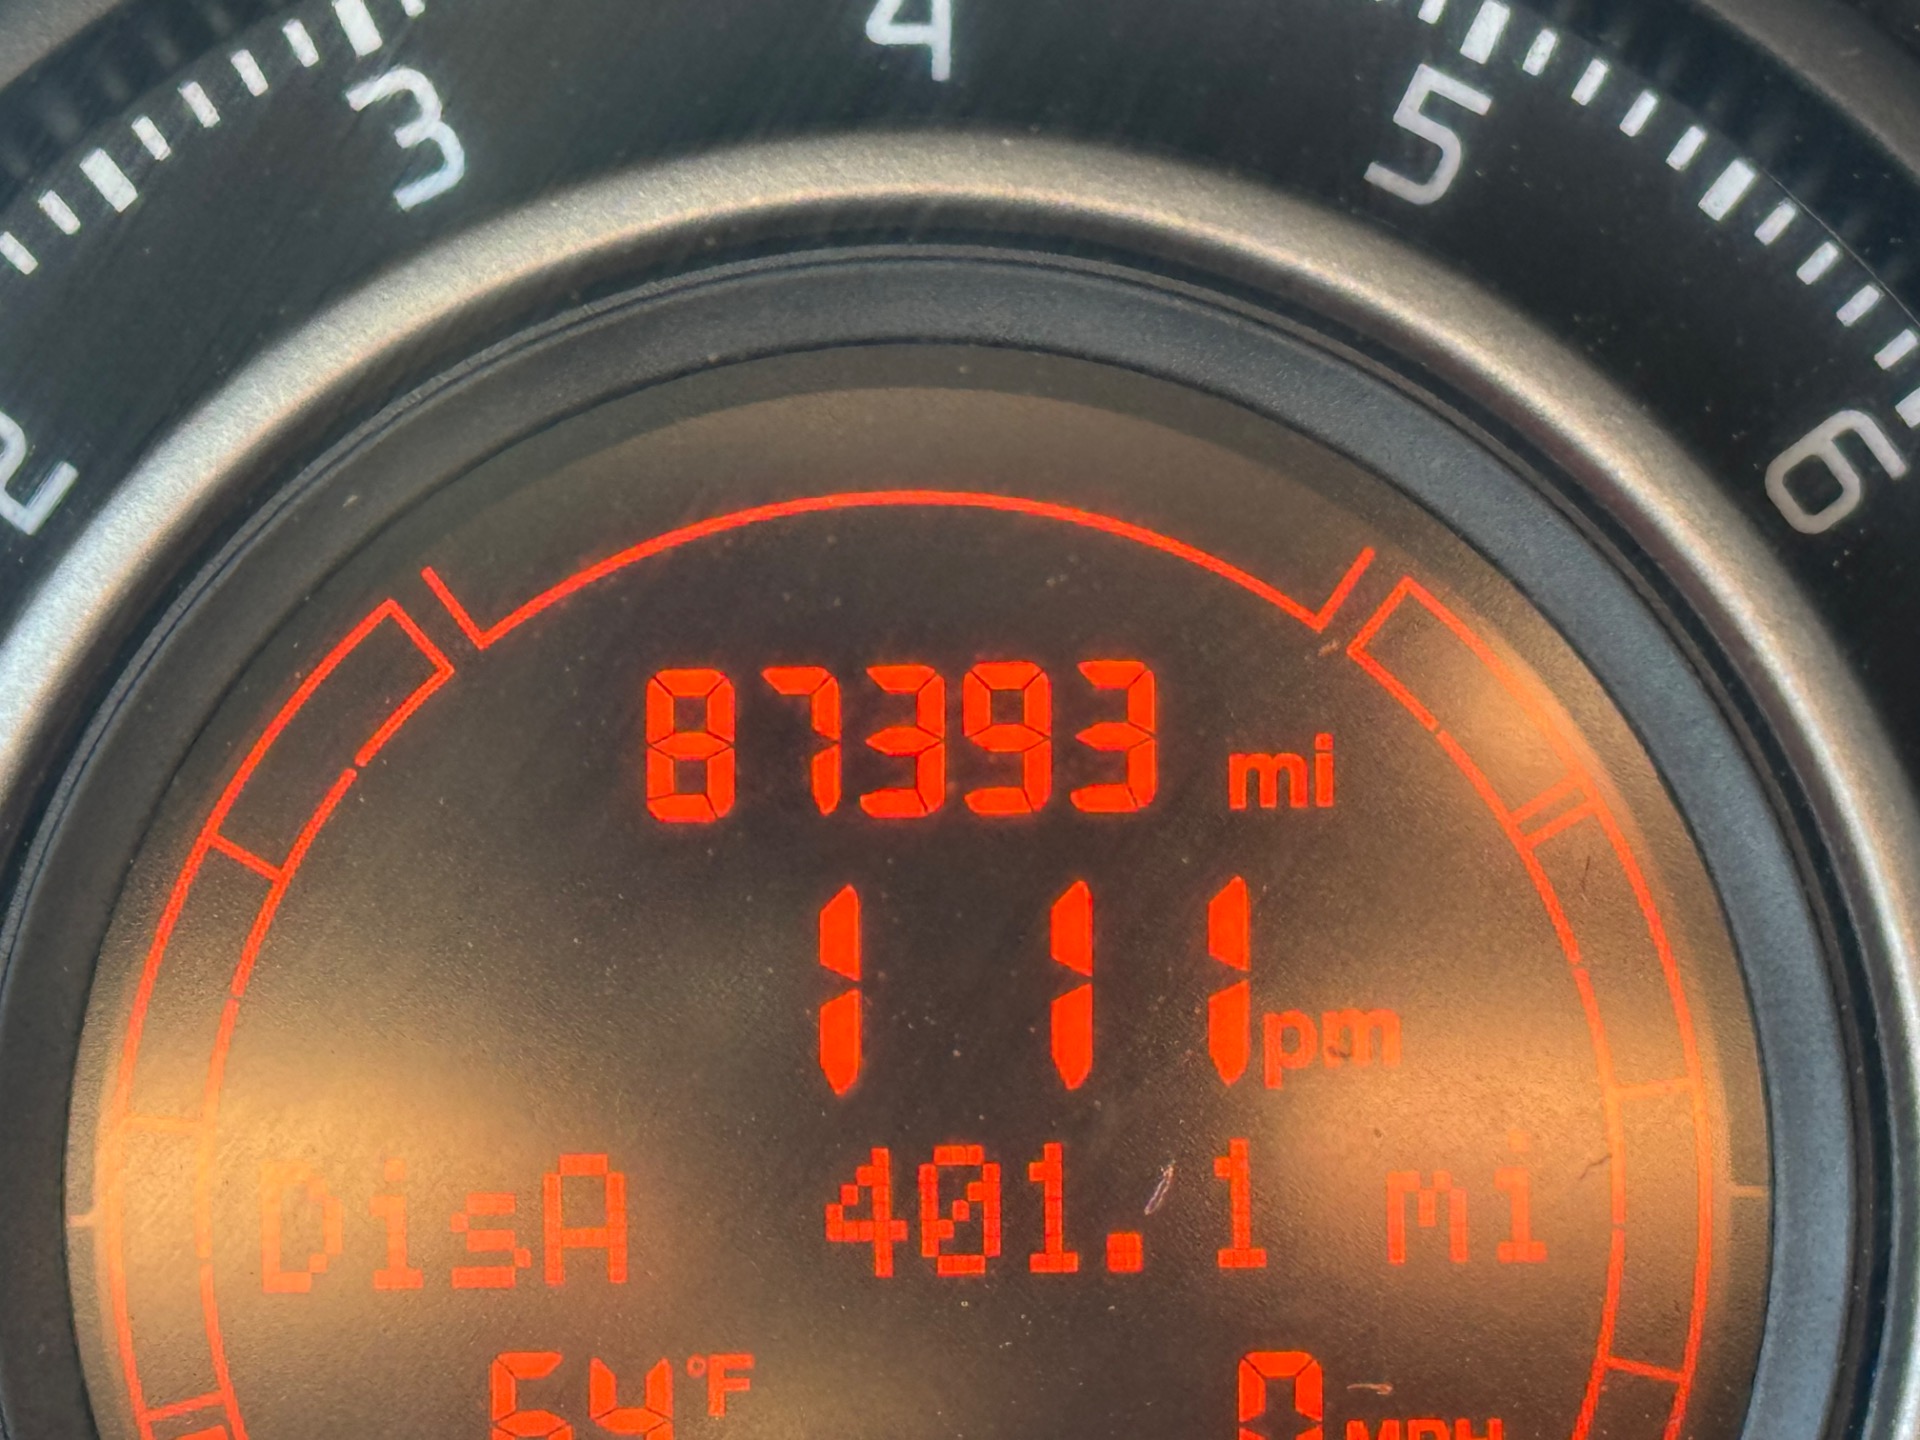 2 3 4 5 6
87393 mi
1 11 pm
DisA 401.1 mi
64 °F 0 MPH